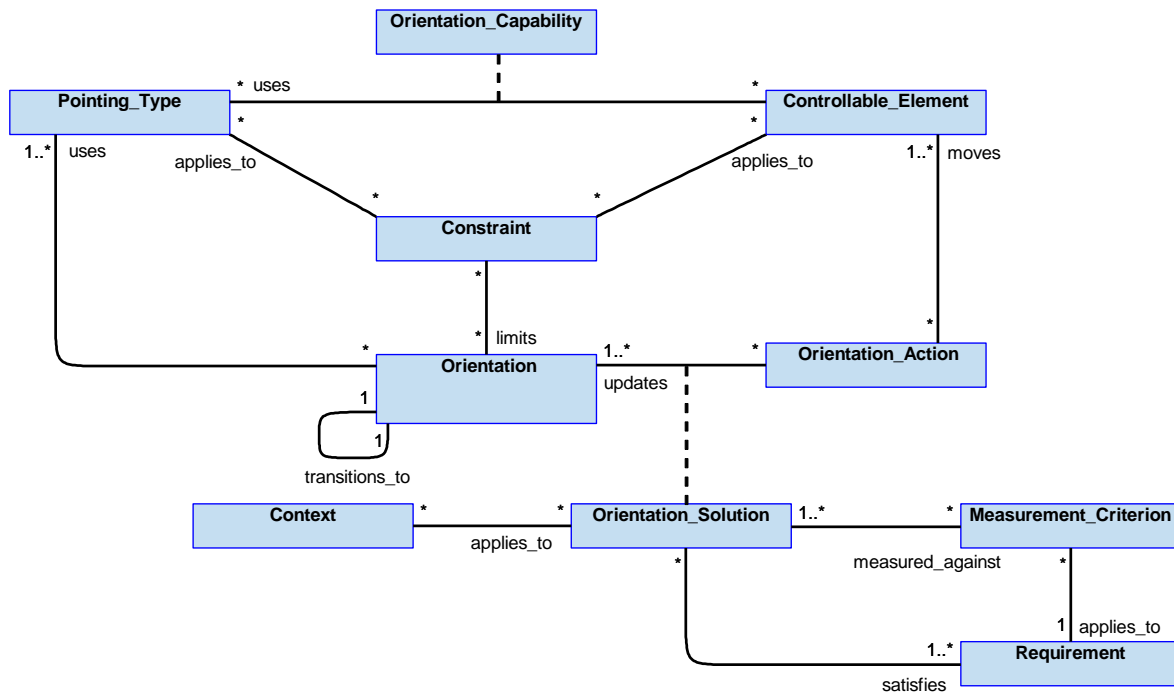 Orientation_Capability
* uses *
Pointing_Type
Controllable_Element
* *
1..* uses
applies_to
applies_to
1..* moves
* *
Constraint
*
* limits
* 1..* * *
Orientation
Orientation_Action
updates
1
1
transitions_to
Context
* *
Orientation_Solution
1..* *
Measurement_Criterion
applies_to
measured_against
* *
1 applies_to
1..*
Requirement
satisfies